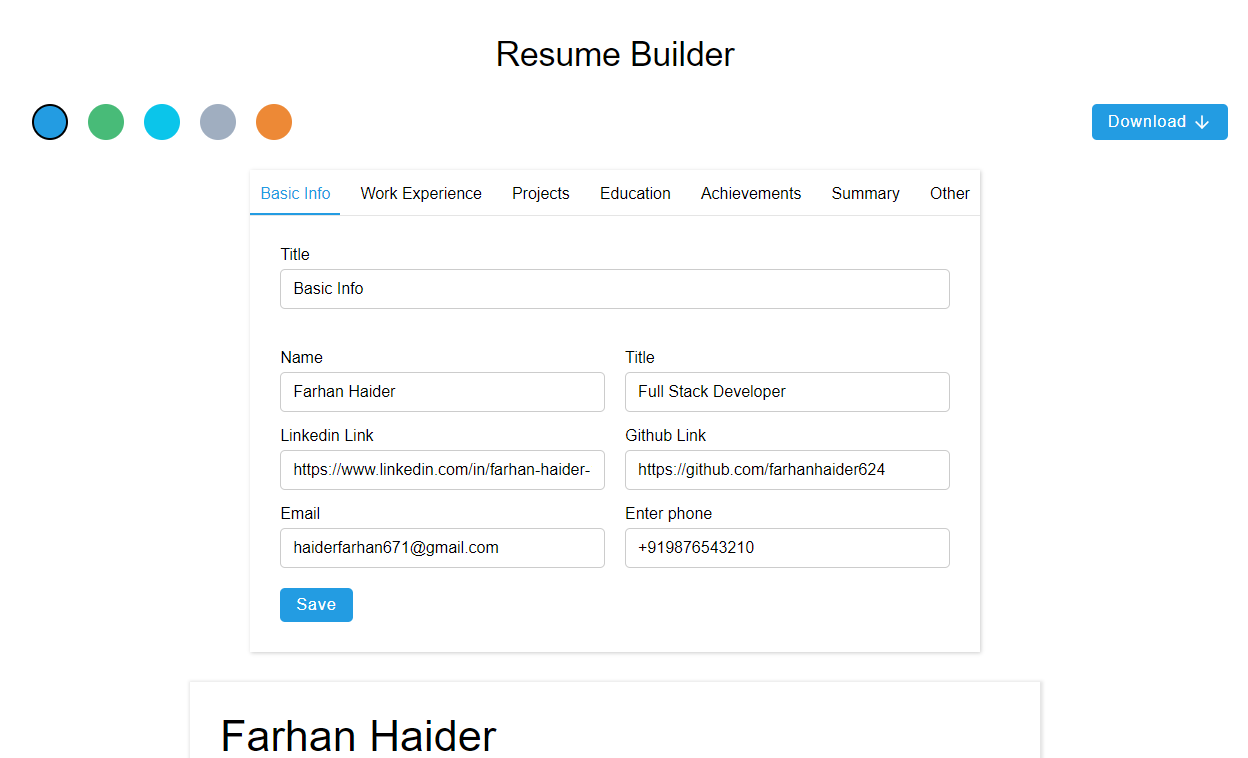 Resume Builder
Download
Basic Info Work Experience Projects Education Achievements Summary Other
Title
Basic Info
Name Title
Farhan Haider Full Stack Developer
Linkedin Link Github Link
https://www.linkedin.com/in/farhan-haider- https://github.com/farhanhaider624
Email Enter phone
haiderfarhan671@gmail.com +919876543210
Save
Farhan Haider